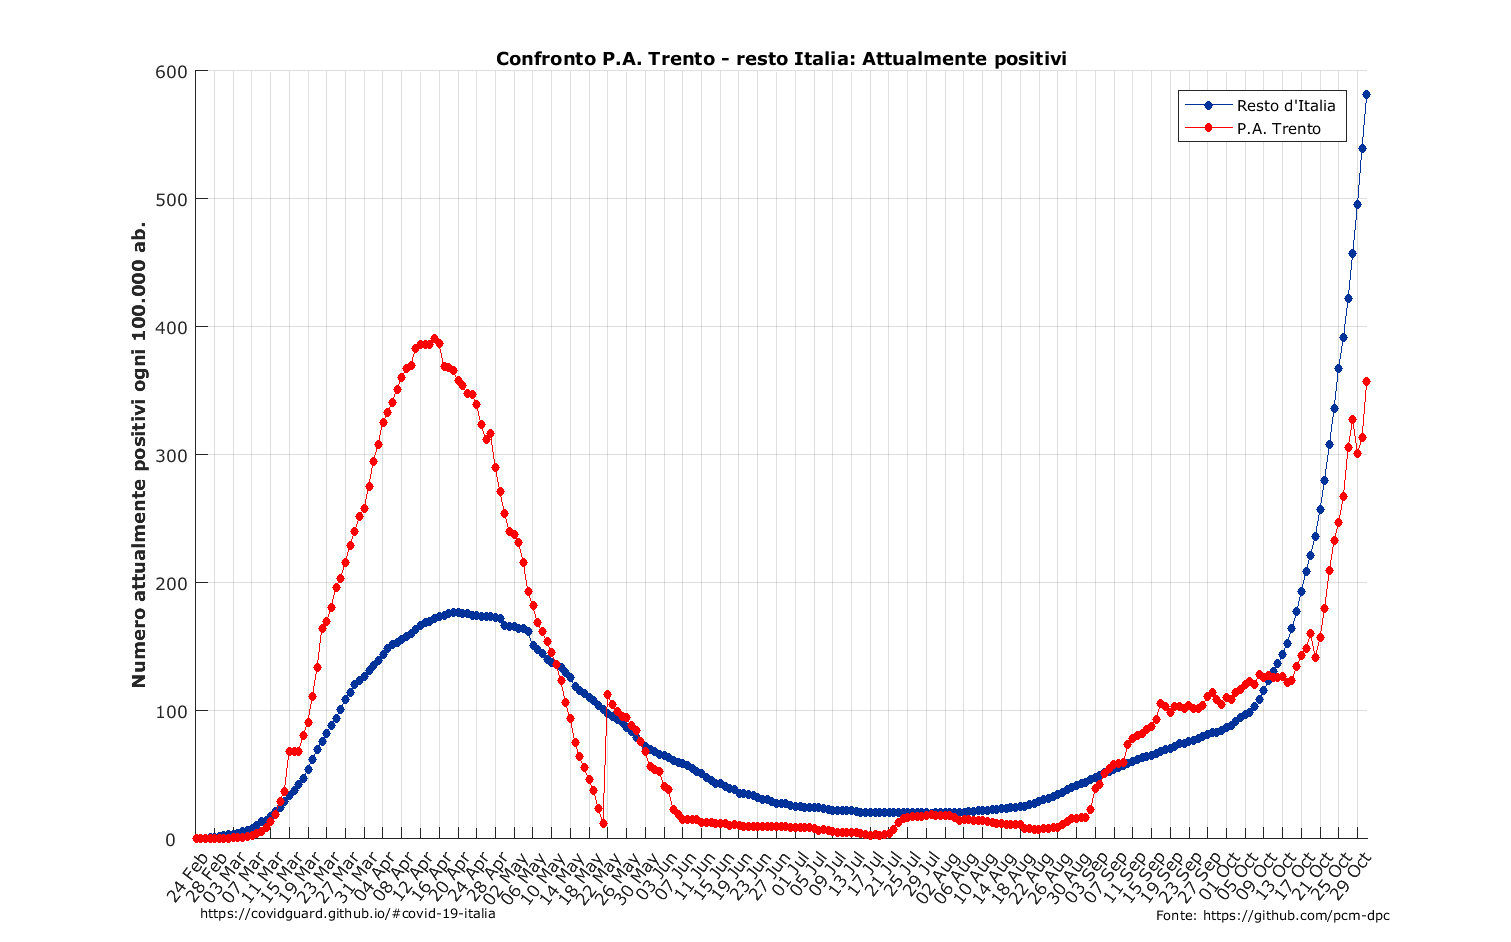 Confronto P.A. Trento - resto Italia: Attualmente positivi
Numero attualmente positivi ogni 100.000 ab.
600
500
400
300
200
100
0
Resto d'Italia
P.A. Trento
24 Feb
28 Feb
03 Mar
07 Mar
11 Mar
15 Mar
19 Mar
23 Mar
27 Mar
31 Mar
04 Apr
08 Apr
12 Apr
16 Apr
20 Apr
24 Apr
28 Apr
02 May
06 May
10 May
14 May
18 May
22 May
26 May
30 May
03 Jun
07 Jun
11 Jun
15 Jun
19 Jun
23 Jun
27 Jun
01 Jul
05 Jul
09 Jul
13 Jul
17 Jul
21 Jul
25 Jul
29 Jul
02 Aug
06 Aug
10 Aug
14 Aug
18 Aug
22 Aug
26 Aug
30 Aug
03 Sep
07 Sep
11 Sep
15 Sep
19 Sep
23 Sep
27 Sep
01 Oct
05 Oct
09 Oct
13 Oct
17 Oct
21 Oct
25 Oct
29 Oct
https://covidguard.github.io/#covid-19-italia
Fonte: https://github.com/pcm-dpc